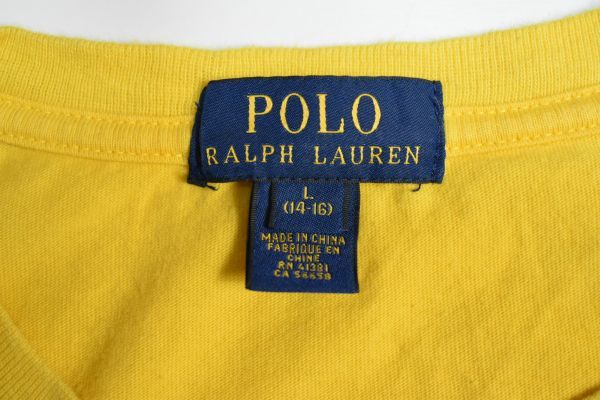 POLO
RALPH LAUREN
L
(14-16)
MADE IN CHINA
FABRIQUE EN
CHINE
RN 41381
CA 56658